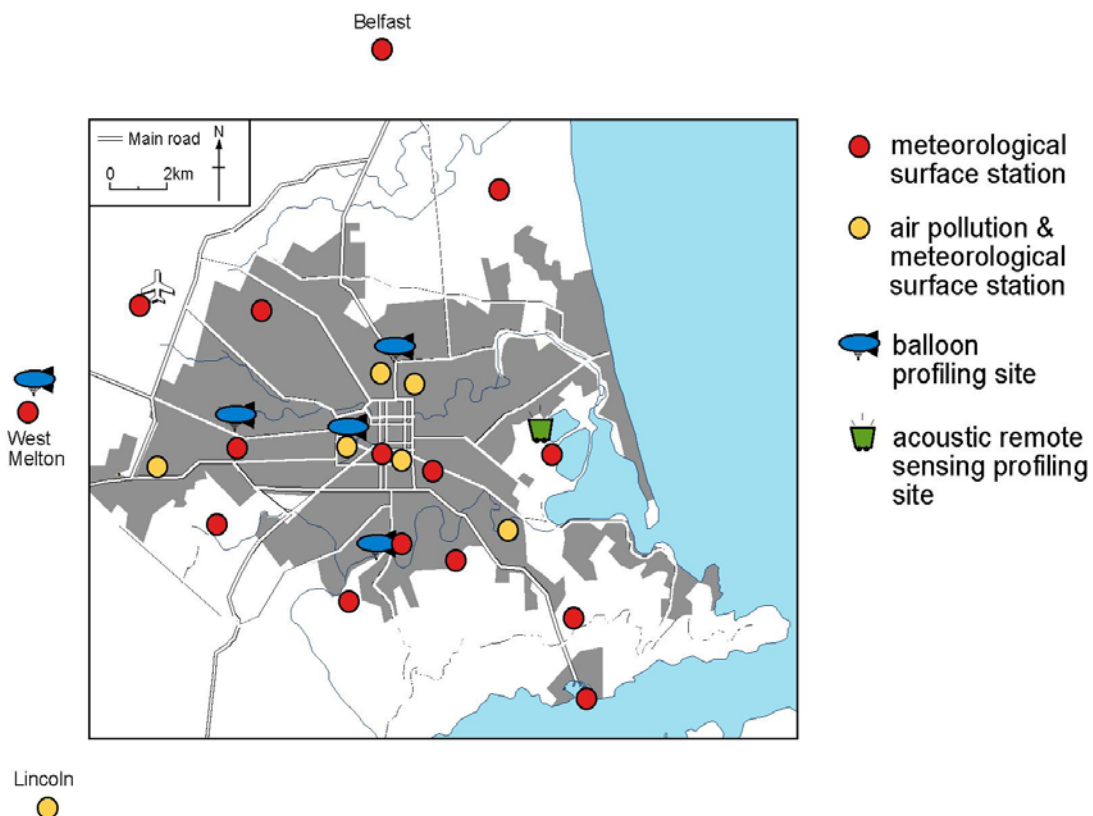 Belfast
Main road
N
0 2km
West
Melton
Lincoln
meteorological
surface station
air pollution &
meteorological
surface station
balloon
profiling site
acoustic remote
sensing profiling
site